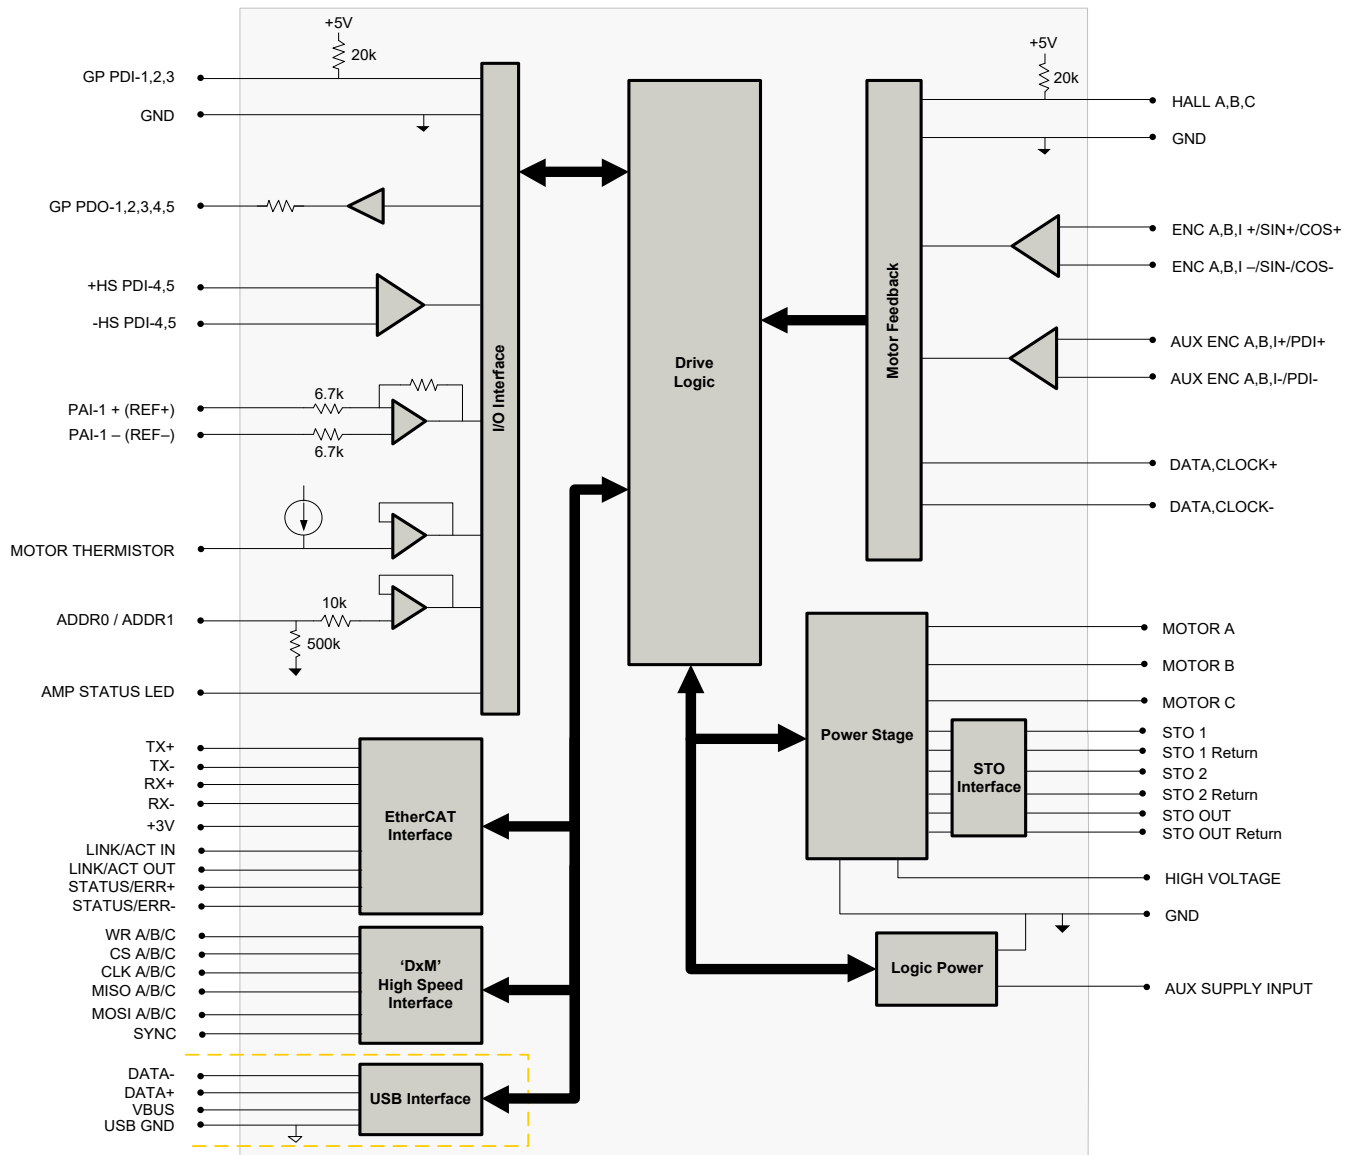 +5V
20k
GP PDI-1,2,3
GND
GP PDO-1,2,3,4,5
+HS PDI-4,5
-HS PDI-4,5
6.7k
PAI-1 + (REF+)
PAI-1 – (REF–)
6.7k
MOTOR THERMISTOR
10k
ADDR0 / ADDR1
500k
AMP STATUS LED
I/O Interface
TX+
TX-
RX+
RX-
+3V
LINK/ACT IN
LINK/ACT OUT
STATUS/ERR+
STATUS/ERR-
EtherCAT
Interface
WR A/B/C
CS A/B/C
CLK A/B/C
MISO A/B/C
MOSI A/B/C
SYNC
‘DxM’
High Speed
Interface
DATA-
DATA+
VBUS
USB GND
USB Interface
Drive
Logic
Motor Feedback
+5V
20k
HALL A,B,C
GND
ENC A,B,I +/SIN+/COS+
ENC A,B,I –/SIN-/COS-
AUX ENC A,B,I+/PDI+
AUX ENC A,B,I-/PDI-
DATA,CLOCK+
DATA,CLOCK-
Power Stage
MOTOR A
MOTOR B
MOTOR C
STO
Interface
STO 1
STO 1 Return
STO 2
STO 2 Return
STO OUT
STO OUT Return
HIGH VOLTAGE
GND
Logic Power
AUX SUPPLY INPUT